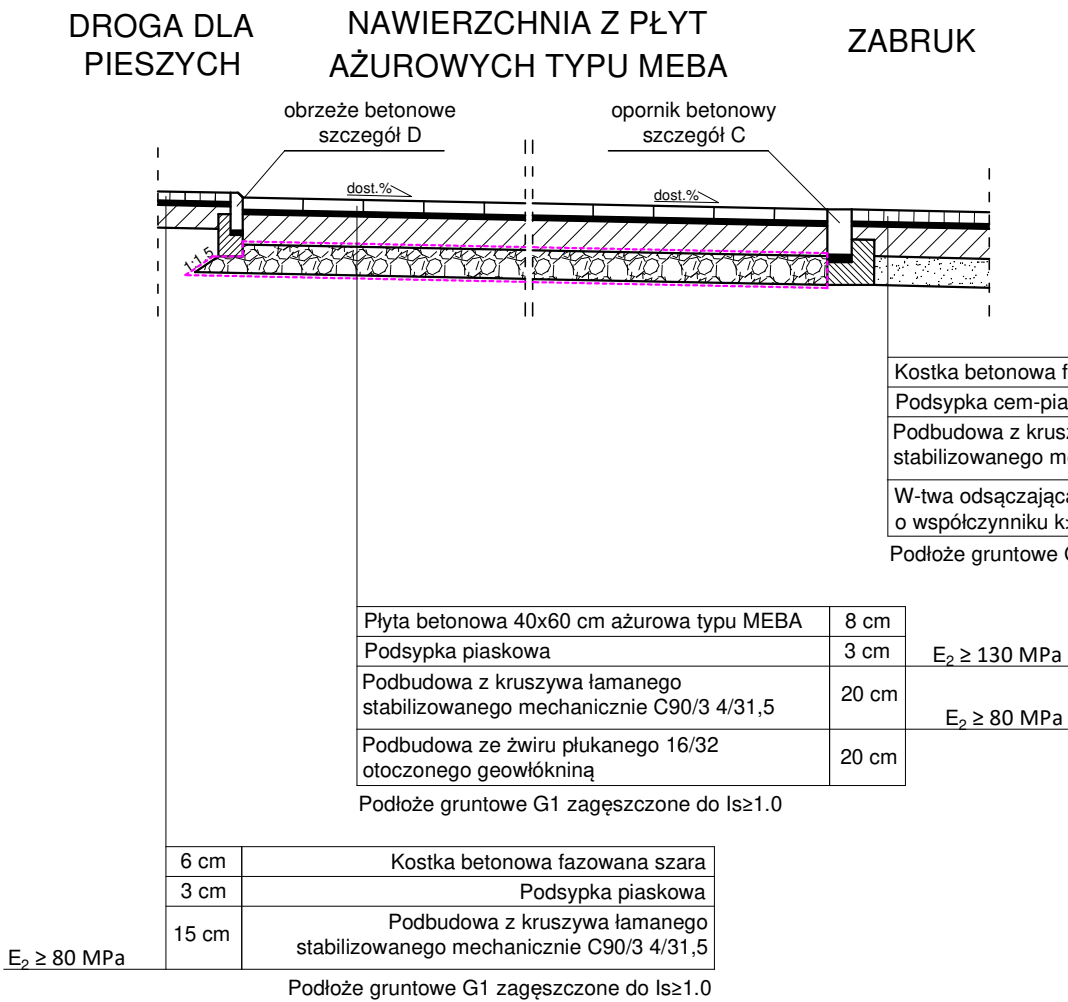 DROGA DLA
PIESZYCH
NAWIERZCHNIA Z PŁYT
AŻUROWYCH TYPU MEBA
ZABRUK
obrzeże betonowe
szczegół D
opornik betonowy
szczegół C
dost.%
dost.%
1:1.5
Kostka betonowa f
Podsypka cem-pia
Podbudowa z krus
stabilizowanego m
W-twa odsączająca
o współczynniku k
Podłoże gruntowe
Płyta betonowa 40x60 cm ażurowa typu MEBA 8 cm
Podsypka piaskowa 3 cm
E₂ ≥ 130 MPa
Podbudowa z kruszywa łamanego
stabilizowanego mechanicznie C90/3 4/31,5 20 cm
E₂ ≥ 80 MPa
Podbudowa ze żwiru płukanego 16/32
otoczonego geowłókniną 20 cm
Podłoże gruntowe G1 zagęszczone do Is≥1.0
6 cm Kostka betonowa fazowana szara
3 cm Podsypka piaskowa
15 cm Podbudowa z kruszywa łamanego
stabilizowanego mechanicznie C90/3 4/31,5
E₂ ≥ 80 MPa
Podłoże gruntowe G1 zagęszczone do Is≥1.0